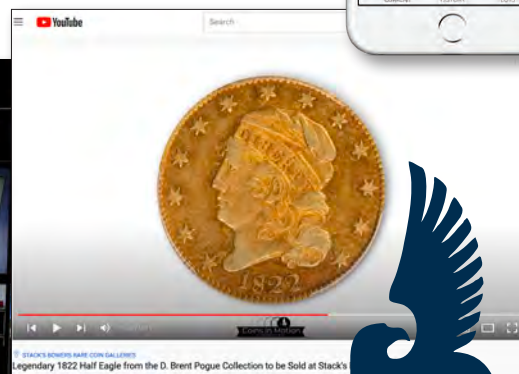 YouTube
Search
LIBERTY
1822
Coins in Motion
STACK'S BOWERS RARE COIN GALLERIES
Legendary 1822 Half Eagle from the D. Brent Pogue Collection to be Sold at Stack's